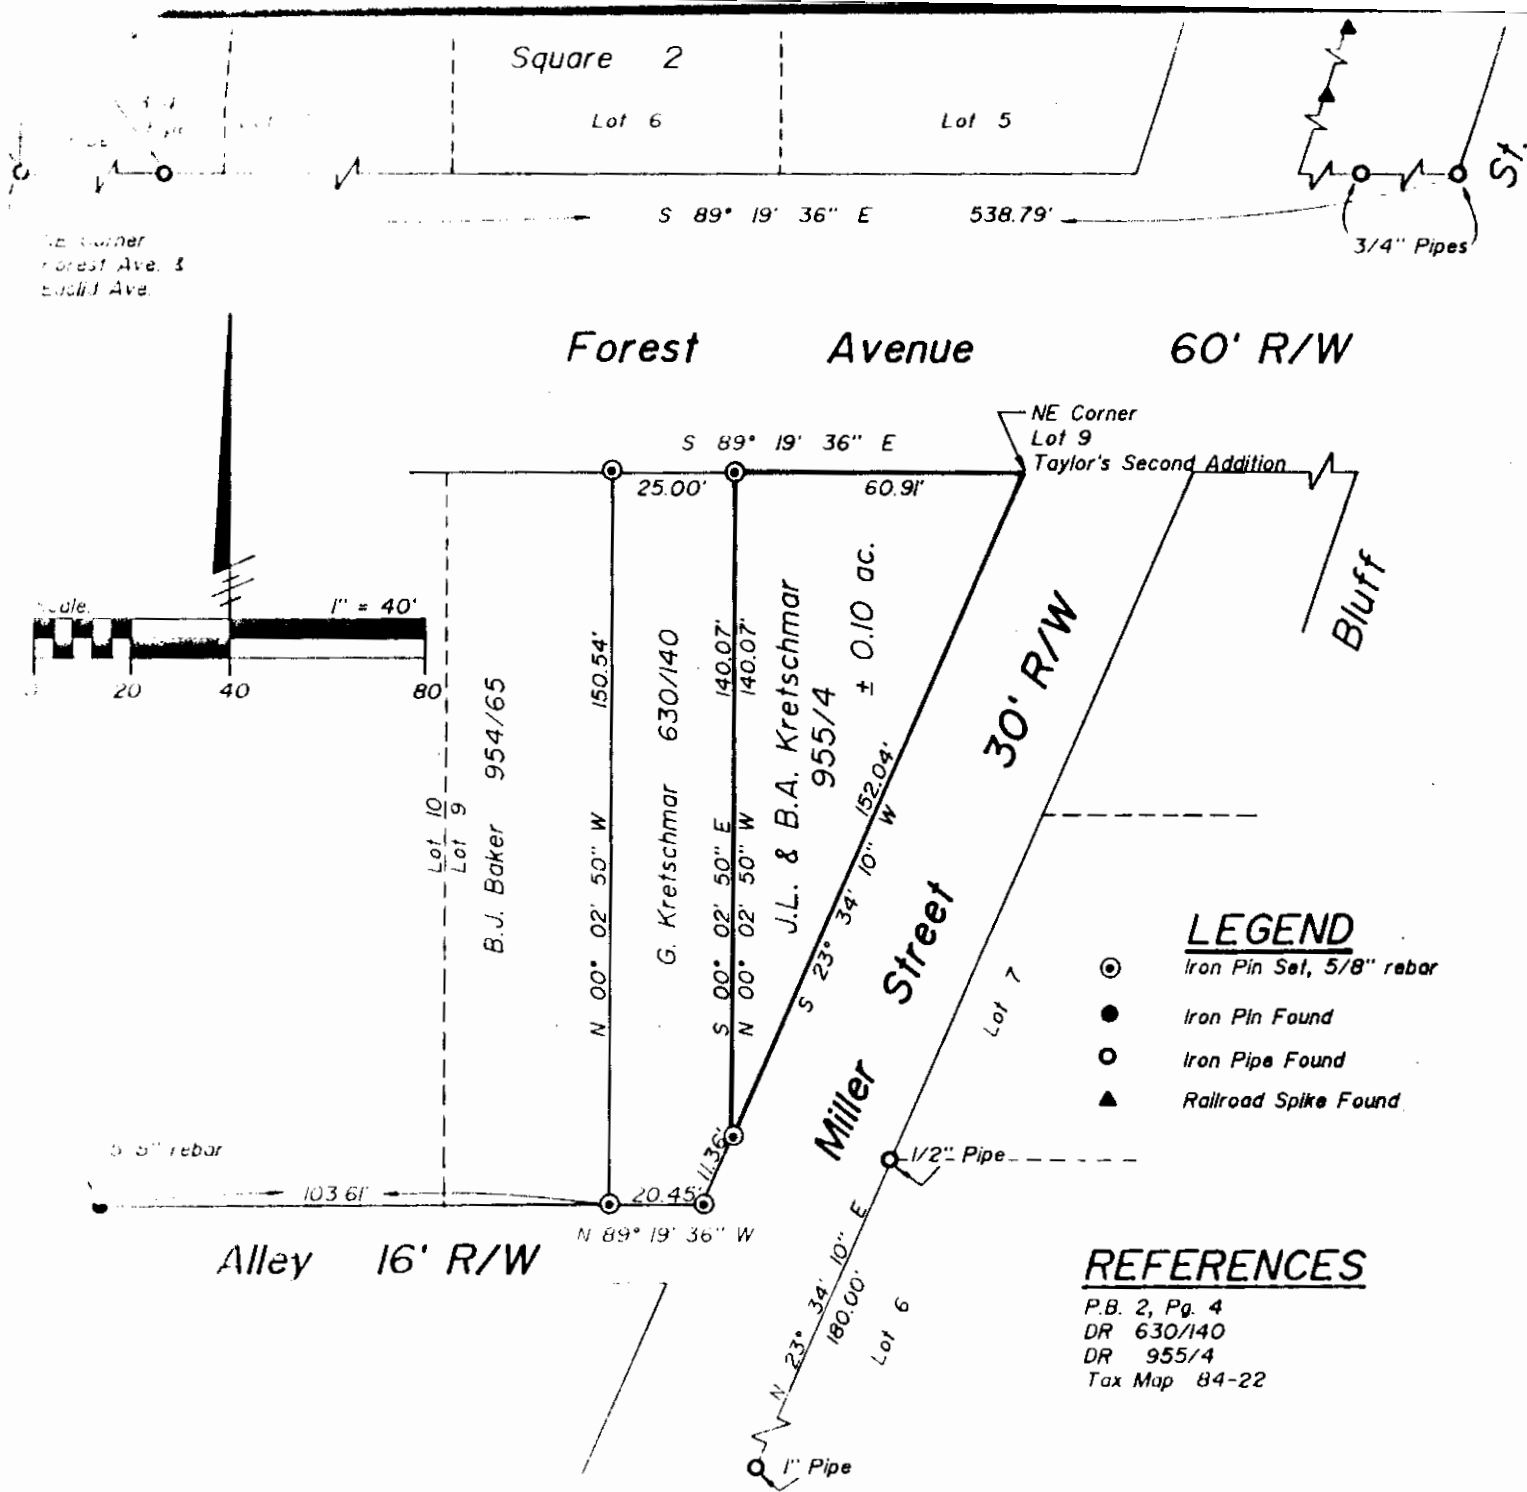 Square 2
Lot 6
Lot 5
St.
S 89° 19' 36" E 538.79'
3/4" Pipes
Corner
Forest Ave. &
Euclid Ave.
Forest Avenue 60' R/W
NE Corner
Lot 9
Taylor's Second Addition
S 89° 19' 36" E
25.00'
60.91'
Bluff
Scale:
1" = 40'
0 20 40 80
Lot 10
Lot 9
B.J. Baker 954/65
N 00° 02' 50" W 150.54'
G. Kretschmar 630/140
S 00° 02' 50" E 140.07'
N 00° 02' 50" W 140.07'
J.L. & B.A. Kretschmar
955/4
± 0.10 ac.
S 23° 34' 10" W 152.04'
Miller Street 30' R/W
Lot 7
LEGEND
Iron Pin Set, 5/8" rebar
Iron Pin Found
Iron Pipe Found
Railroad Spike Found
rebar
103.61'
11.36'
20.45'
N 89° 19' 36" W
1/2" Pipe
Alley 16' R/W
N 23° 34' 10" E
180.00'
Lot 6
1" Pipe
REFERENCES
P.B. 2, Pg. 4
DR 630/140
DR 955/4
Tax Map 84-22